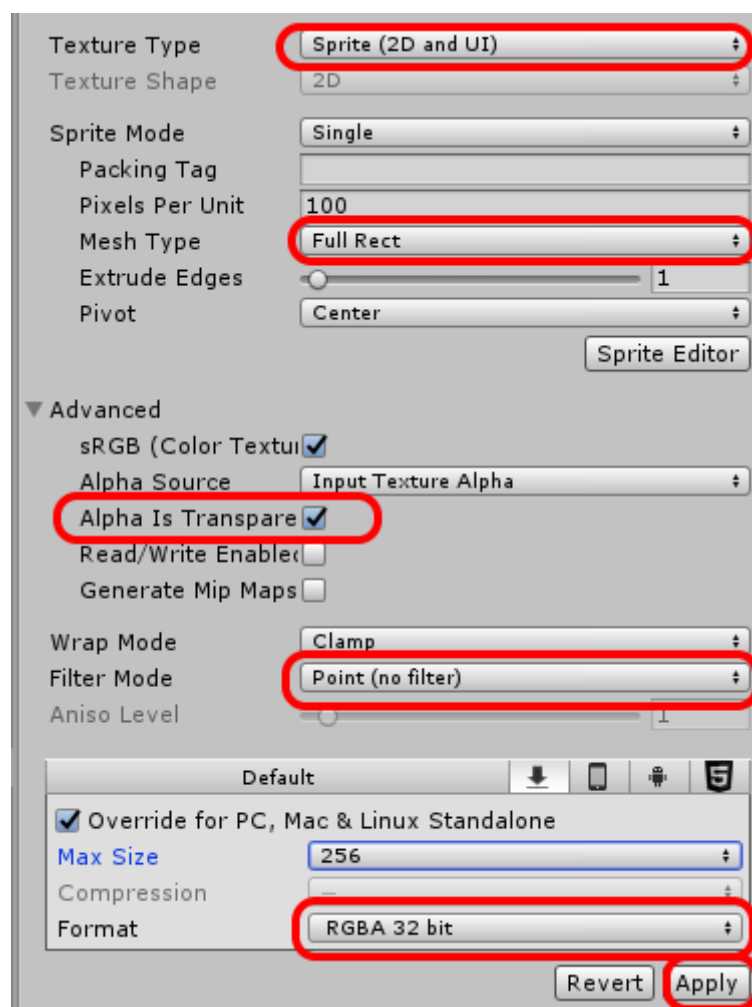 Texture Type Sprite (2D and UI)
Texture Shape 2D
Sprite Mode Single
Packing Tag
Pixels Per Unit 100
Mesh Type Full Rect
Extrude Edges 1
Pivot Center
Sprite Editor
Advanced
sRGB (Color Textu
Alpha Source Input Texture Alpha
Alpha Is Transpare
Read/Write Enable
Generate Mip Maps
Wrap Mode Clamp
Filter Mode Point (no filter)
Aniso Level 1
Default
Override for PC, Mac & Linux Standalone
Max Size 256
Compression —
Format RGBA 32 bit
Revert Apply